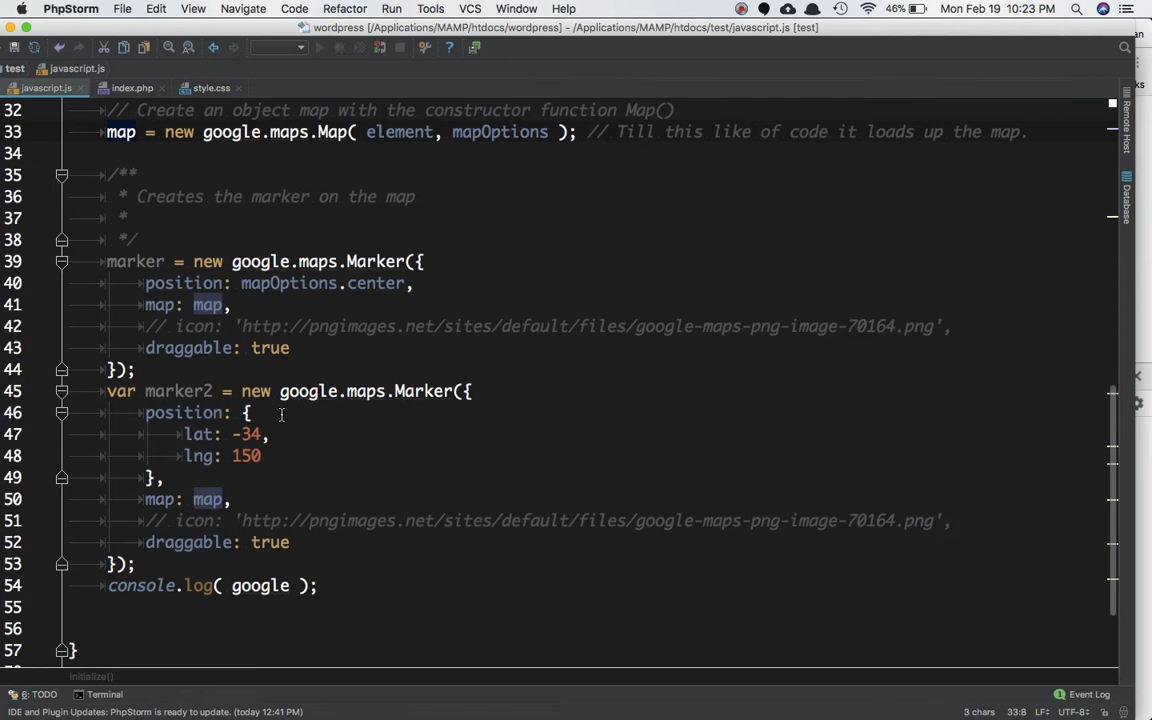 PhpStorm File Edit View Navigate Code Refactor Run Tools VCS Window Help 46% Mon Feb 19 10:23 PM
wordpress [/Applications/MAMP/htdocs/wordpress] - /Applications/MAMP/htdocs/test/javascript.js [test]
test javascript.js
javascript.js index.php style.css
32 // Create an object map with the constructor function Map()
33 map = new google.maps.Map( element, mapOptions ); // Till this like of code it loads up the map.
34
35 /**
36 * Creates the marker on the map
37 *
38 */
39 marker = new google.maps.Marker({
40 position: mapOptions.center,
41 map: map,
42 // icon: 'http://pngimages.net/sites/default/files/google-maps-png-image-70164.png',
43 draggable: true
44 });
45 var marker2 = new google.maps.Marker({
46 position: {
47 lat: -34,
48 lng: 150
49 },
50 map: map,
51 // icon: 'http://pngimages.net/sites/default/files/google-maps-png-image-70164.png',
52 draggable: true
53 });
54 console.log( google );
55
56
57 }
initialize()
Remote Host
Database
6: TODO Terminal 1 Event Log
IDE and Plugin Updates: PhpStorm is ready to update. (today 12:41 PM) 3 chars 33:8 LF÷ UTF-8÷